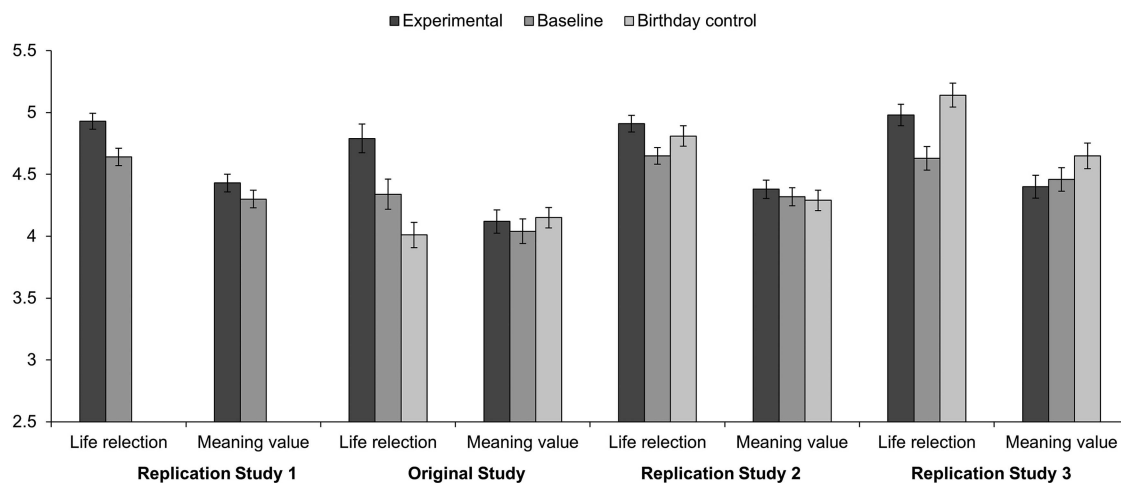 Experimental Baseline Birthday control
5.5
5
4.5
4
3.5
3
2.5
Life relection Meaning value Life relection Meaning value Life relection Meaning value Life relection Meaning value
Replication Study 1 Original Study Replication Study 2 Replication Study 3